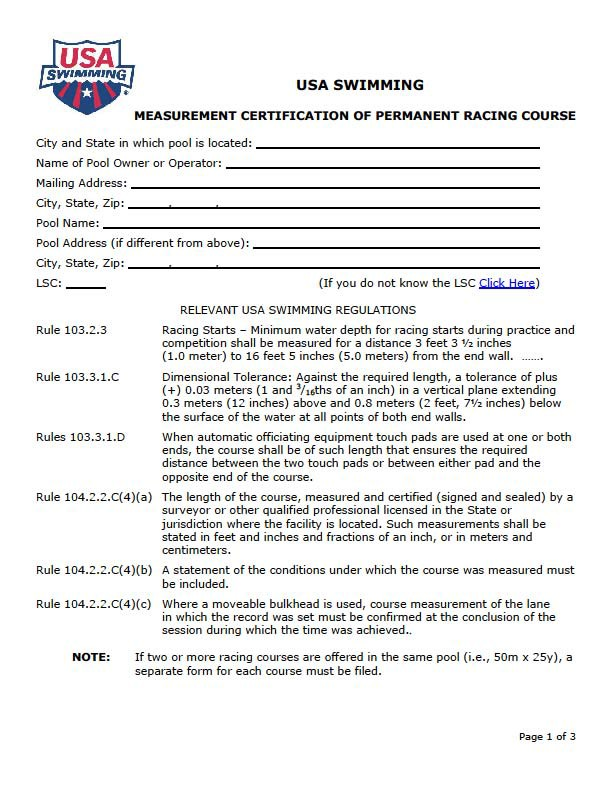 USA
SWIMMING
USA SWIMMING
MEASUREMENT CERTIFICATION OF PERMANENT RACING COURSE
City and State in which pool is located:
Name of Pool Owner or Operator:
Mailing Address:
City, State, Zip: , ,
Pool Name:
Pool Address (if different from above):
City, State, Zip: , ,
LSC: (If you do not know the LSC Click Here)
RELEVANT USA SWIMMING REGULATIONS
Rule 103.2.3 Racing Starts – Minimum water depth for racing starts during practice and
competition shall be measured for a distance 3 feet 3 ½ inches
(1.0 meter) to 16 feet 5 inches (5.0 meters) from the end wall. …….
Rule 103.3.1.C Dimensional Tolerance: Against the required length, a tolerance of plus
(+) 0.03 meters (1 and 3/16ths of an inch) in a vertical plane extending
0.3 meters (12 inches) above and 0.8 meters (2 feet, 7½ inches) below
the surface of the water at all points of both end walls.
Rules 103.3.1.D When automatic officiating equipment touch pads are used at one or both
ends, the course shall be of such length that ensures the required
distance between the two touch pads or between either pad and the
opposite end of the course.
Rule 104.2.2.C(4)(a) The length of the course, measured and certified (signed and sealed) by a
surveyor or other qualified professional licensed in the State or
jurisdiction where the facility is located. Such measurements shall be
stated in feet and inches and fractions of an inch, or in meters and
centimeters.
Rule 104.2.2.C(4)(b) A statement of the conditions under which the course was measured must
be included.
Rule 104.2.2.C(4)(c) Where a moveable bulkhead is used, course measurement of the lane
in which the record was set must be confirmed at the conclusion of the
session during which the time was achieved..
NOTE: If two or more racing courses are offered in the same pool (i.e., 50m x 25y), a
separate form for each course must be filed.
Page 1 of 3